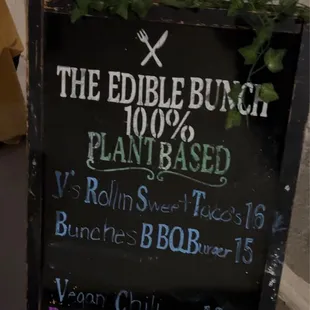 THE EDIBLE BUNCH
100%
PLANT BASED
Y's Rollin Sweet Taco's 16
Bunches BBQ Burger 15
Vegan Chili